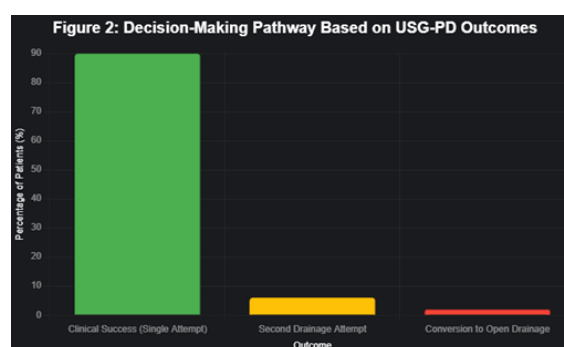 Figure 2: Decision-Making Pathway Based on USG-PD Outcomes
Percentage of Patients (%)
90
80
70
60
50
40
30
20
10
0
Clinical Success (Single Attempt)
Second Drainage Attempt
Conversion to Open Drainage
Outcome